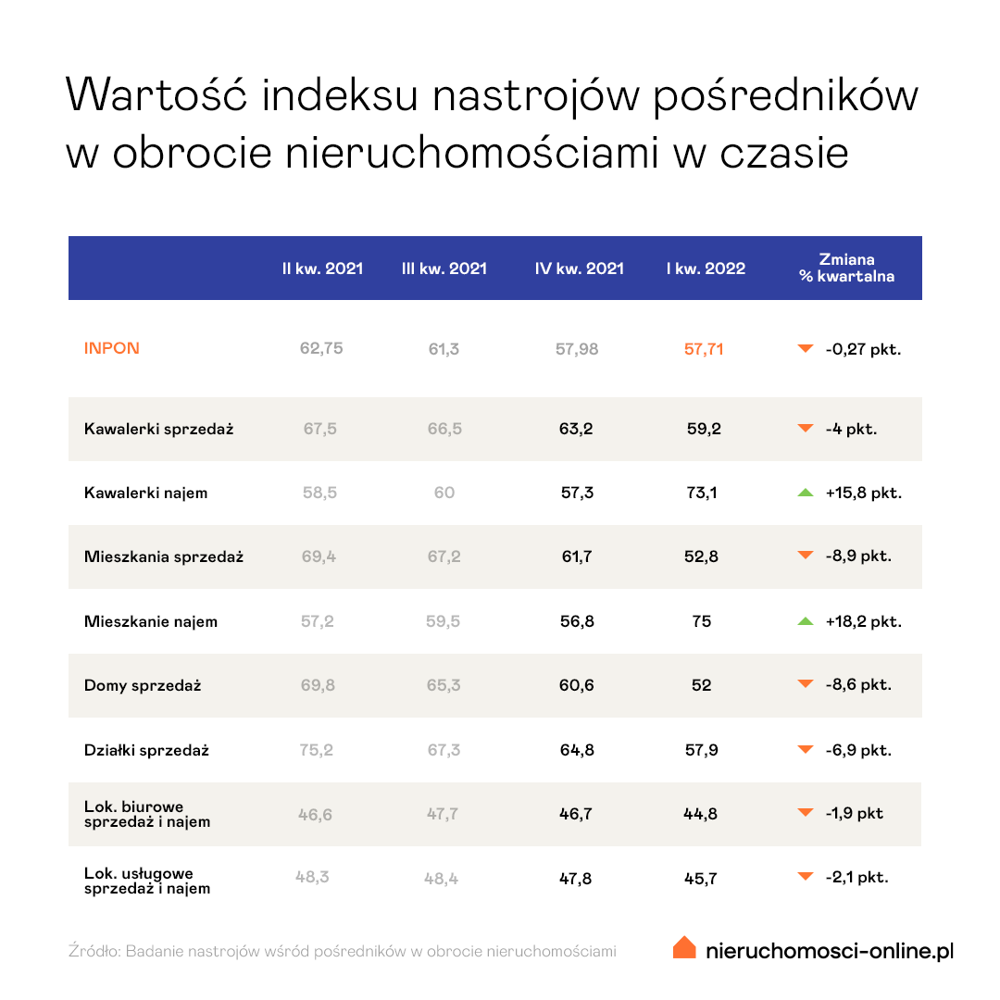 Wartość indeksu nastrojów pośredników
w obrocie nieruchomościami w czasie
II kw. 2021 III kw. 2021 IV kw. 2021 I kw. 2022 Zmiana
% kwartalna
INPON 62,75 61,3 57,98 57,71 -0,27 pkt.
Kawalerki sprzedaż 67,5 66,5 63,2 59,2 -4 pkt.
Kawalerki najem 58,5 60 57,3 73,1 +15,8 pkt.
Mieszkania sprzedaż 69,4 67,2 61,7 52,8 -8,9 pkt.
Mieszkanie najem 57,2 59,5 56,8 75 +18,2 pkt.
Domy sprzedaż 69,8 65,3 60,6 52 -8,6 pkt.
Działki sprzedaż 75,2 67,3 64,8 57,9 -6,9 pkt.
Lok. biurowe
sprzedaż i najem 46,6 47,7 46,7 44,8 -1,9 pkt
Lok. usługowe
sprzedaż i najem 48,3 48,4 47,8 45,7 -2,1 pkt.
Źródło: Badanie nastrojów wśród pośredników w obrocie nieruchomościami
nieruchomosci-online.pl